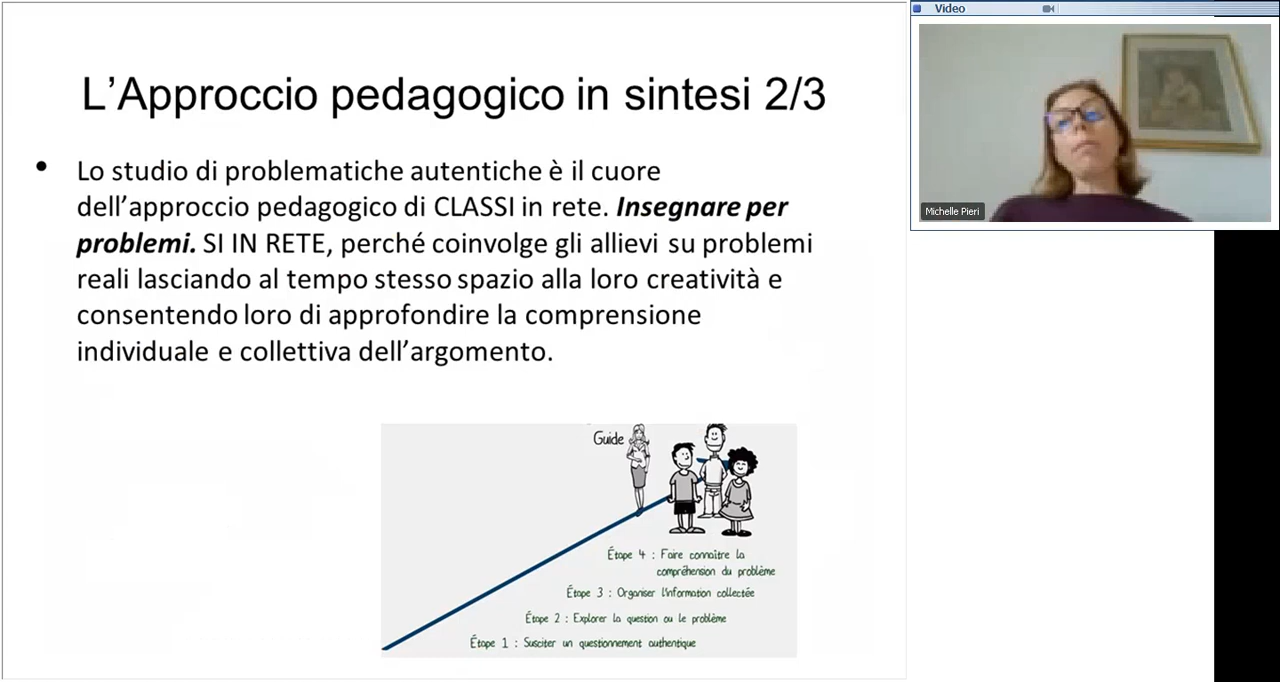 L’Approccio pedagogico in sintesi 2/3
• Lo studio di problematiche autentiche è il cuore
dell’approccio pedagogico di CLASSI in rete. Insegnare per
problemi. SI IN RETE, perché coinvolge gli allievi su problemi
reali lasciando al tempo stesso spazio alla loro creatività e
consentendo loro di approfondire la comprensione
individuale e collettiva dell’argomento.
Guide
Étape 4 : Faire connaître la
compréhension du problème
Étape 3 : Organiser l'information collectée
Étape 2 : Explorer la question ou le problème
Étape 1 : Susciter un questionnement authentique
Video
Michelle Pieri